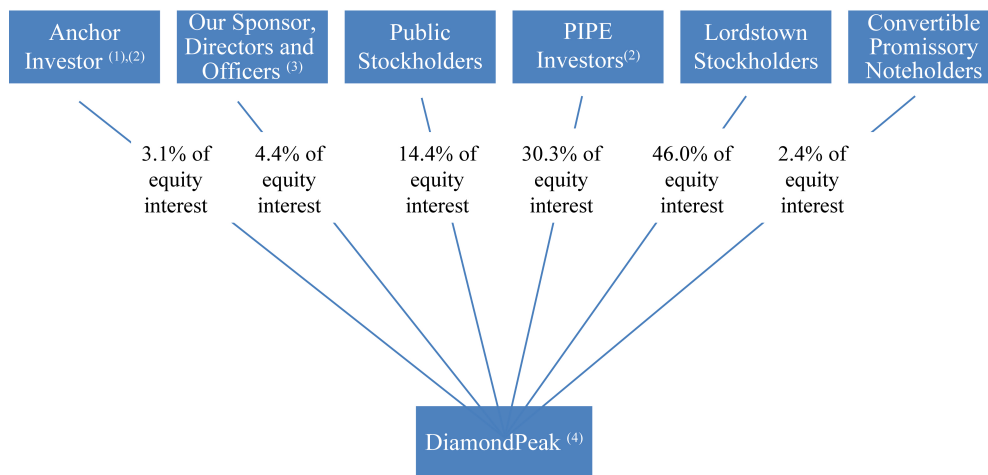 Anchor
Investor (1),(2)
Our Sponsor,
Directors and
Officers (3)
Public
Stockholders
PIPE
Investors(2)
Lordstown
Stockholders
Convertible
Promissory
Noteholders
3.1% of
equity
interest
4.4% of
equity
interest
14.4% of
equity
interest
30.3% of
equity
interest
46.0% of
equity
interest
2.4% of
equity
interest
DiamondPeak (4)